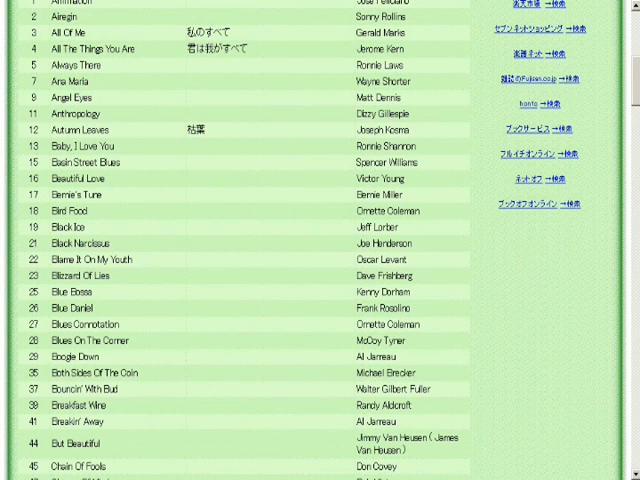 1 Affirmation Jose Feliciano
2 Airegin Sonny Rollins
3 All Of Me 私のすべて Gerald Marks
4 All The Things You Are 君は我がすべて Jerome Kern
5 Always There Ronnie Laws
7 Ana Maria Wayne Shorter
9 Angel Eyes Matt Dennis
11 Anthropology Dizzy Gillespie
12 Autumn Leaves 枯葉 Joseph Kosma
13 Baby, I Love You Ronnie Shannon
15 Basin Street Blues Spencer Williams
16 Beautiful Love Victor Young
17 Bernie's Tune Bernie Miller
18 Bird Food Ornette Coleman
19 Black Ice Jeff Lorber
21 Black Narcissus Joe Henderson
22 Blame It On My Youth Oscar Levant
23 Blizzard Of Lies Dave Frishberg
25 Blue Bossa Kenny Dorham
26 Blue Daniel Frank Rosolino
27 Blues Connotation Ornette Coleman
28 Blues On The Corner McCoy Tyner
29 Boogie Down Al Jarreau
35 Both Sides Of The Coin Michael Brecker
37 Bouncin' With Bud Walter Gilbert Fuller
39 Breakfast Wine Randy Aldcroft
41 Breakin' Away Al Jarreau
44 But Beautiful Jimmy Van Heusen ( James
Van Heusen )
45 Chain Of Fools Don Covey
楽天市場 →検索
セブンネットショッピング →検索
楽譜ネット →検索
雑誌のFujisan.co.jp →検索
honto →検索
ブックサービス →検索
フルイチオンライン →検索
ネットオフ →検索
ブックオフオンライン →検索